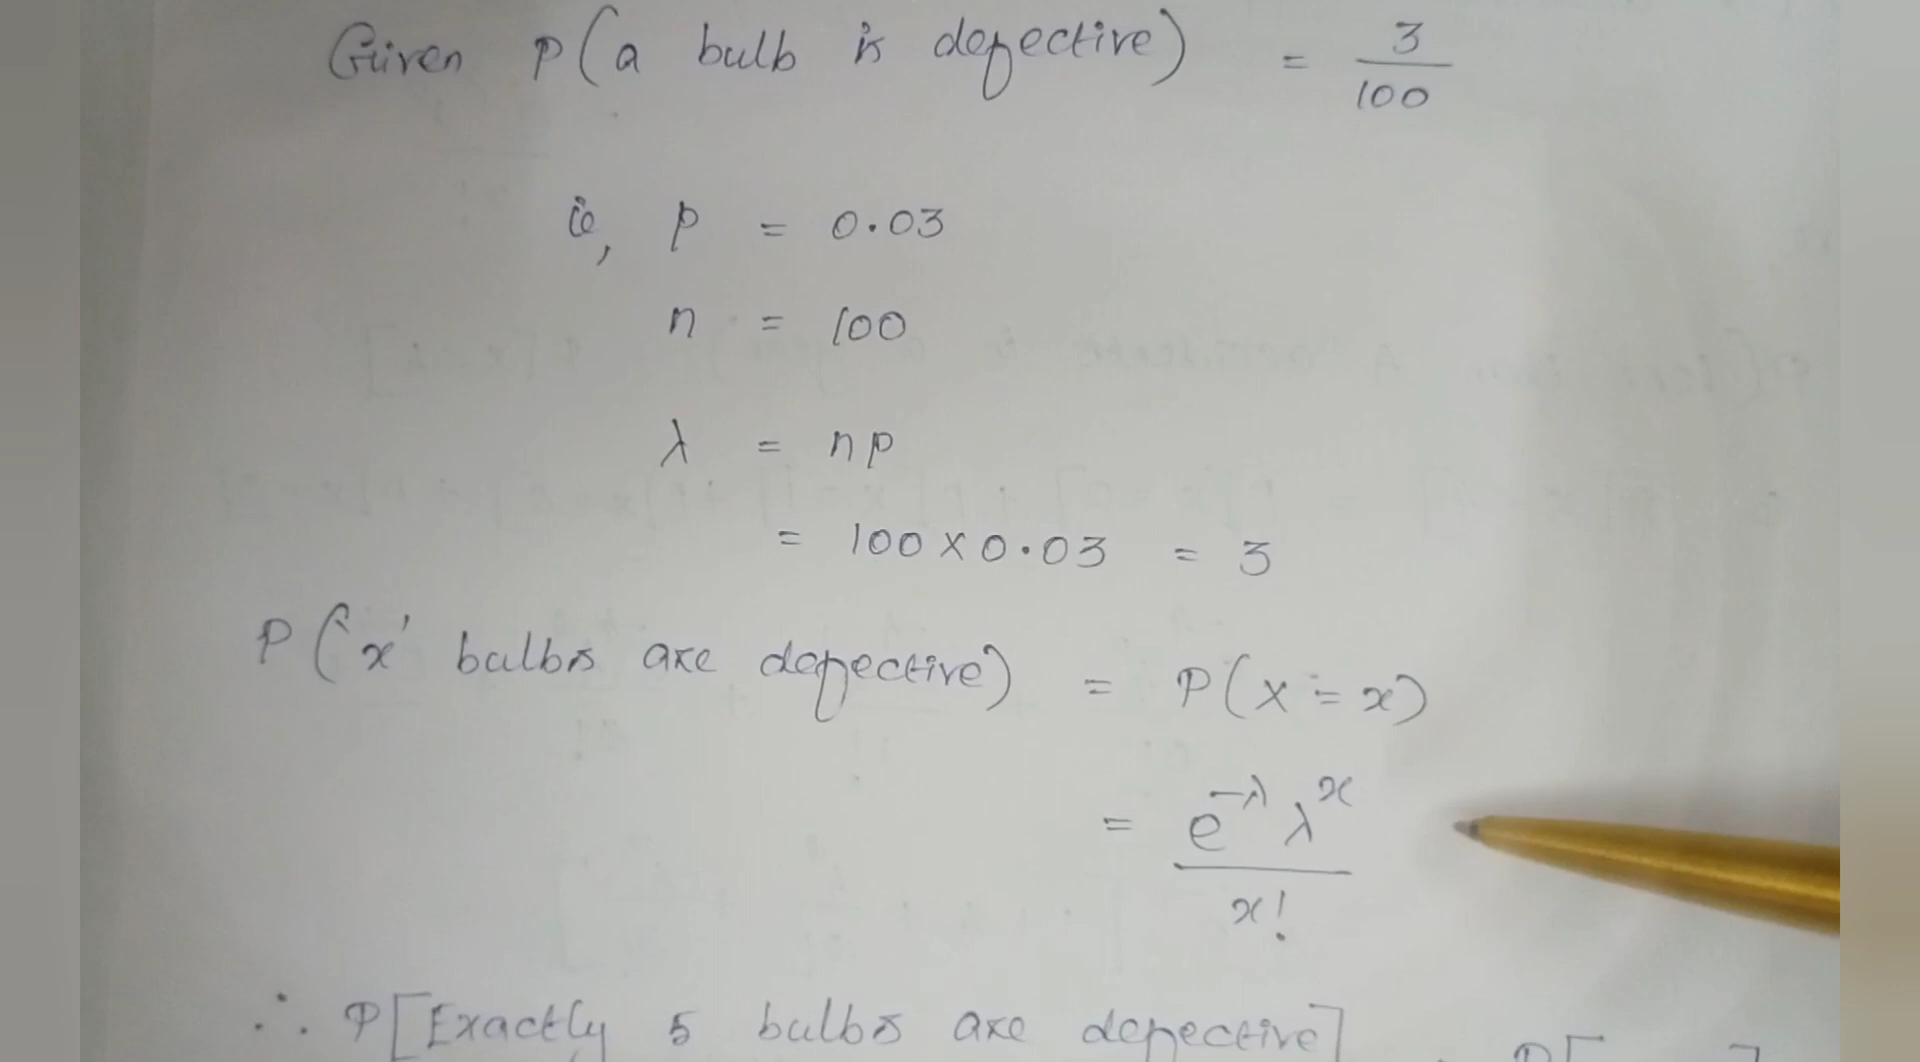 Given P(a bulb is defective) = 3/100
ie, p = 0.03
n = 100
λ = np
= 100 x 0.03 = 3
P('x' bulbs are defective) = P(X = x)
= e^-λ λ^x / x!
∴ P[Exactly 5 bulbs are defective]